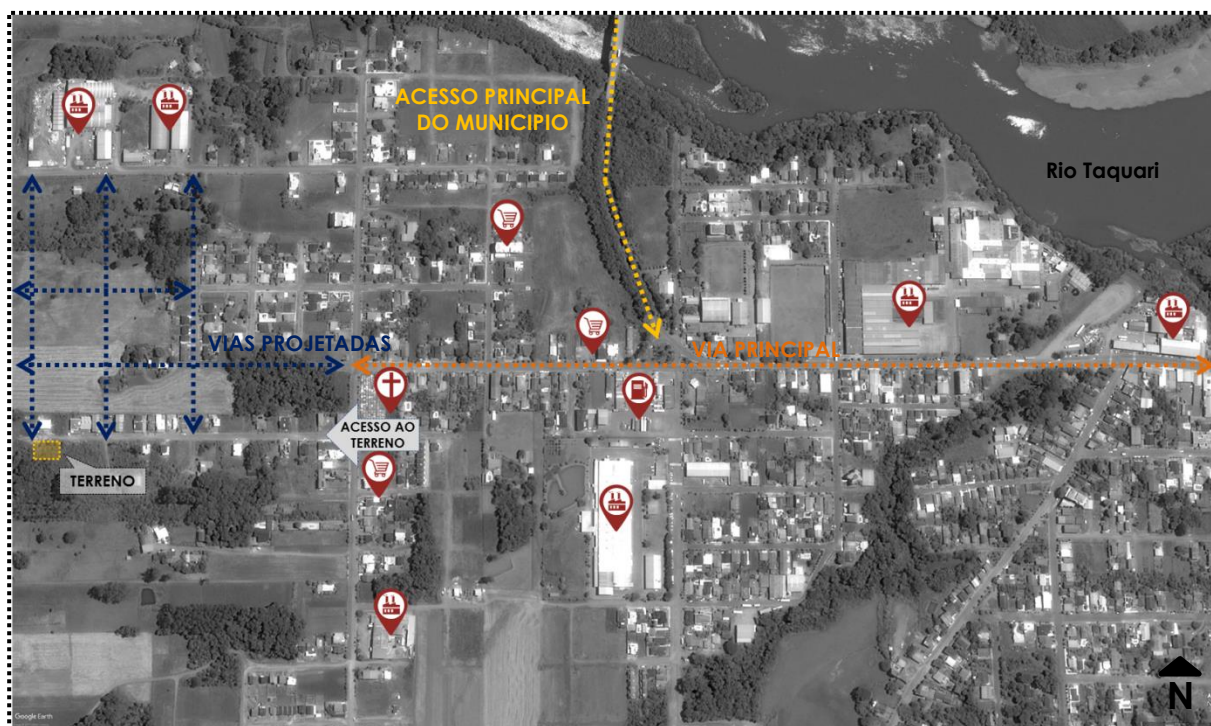 ACESSO PRINCIPAL
DO MUNICIPIO
Rio Taquari
VIAS PROJETADAS
VIA PRINCIPAL
ACESSO AO
TERRENO
TERRENO
N
Google Earth